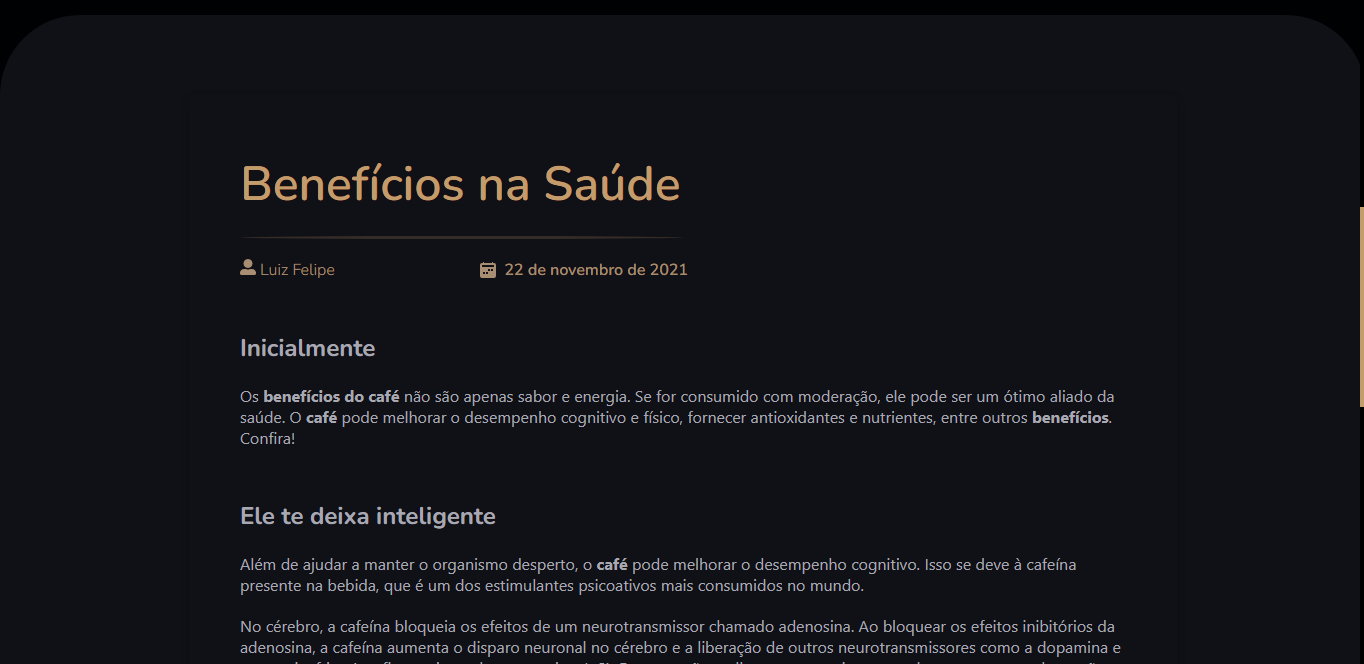 Benefícios na Saúde
Luiz Felipe
22 de novembro de 2021
Inicialmente
Os benefícios do café não são apenas sabor e energia. Se for consumido com moderação, ele pode ser um ótimo aliado da
saúde. O café pode melhorar o desempenho cognitivo e físico, fornecer antioxidantes e nutrientes, entre outros benefícios.
Confira!
Ele te deixa inteligente
Além de ajudar a manter o organismo desperto, o café pode melhorar o desempenho cognitivo. Isso se deve à cafeína
presente na bebida, que é um dos estimulantes psicoativos mais consumidos no mundo.
No cérebro, a cafeína bloqueia os efeitos de um neurotransmissor chamado adenosina. Ao bloquear os efeitos inibitórios da
adenosina, a cafeína aumenta o disparo neuronal no cérebro e a liberação de outros neurotransmissores como a dopamina e